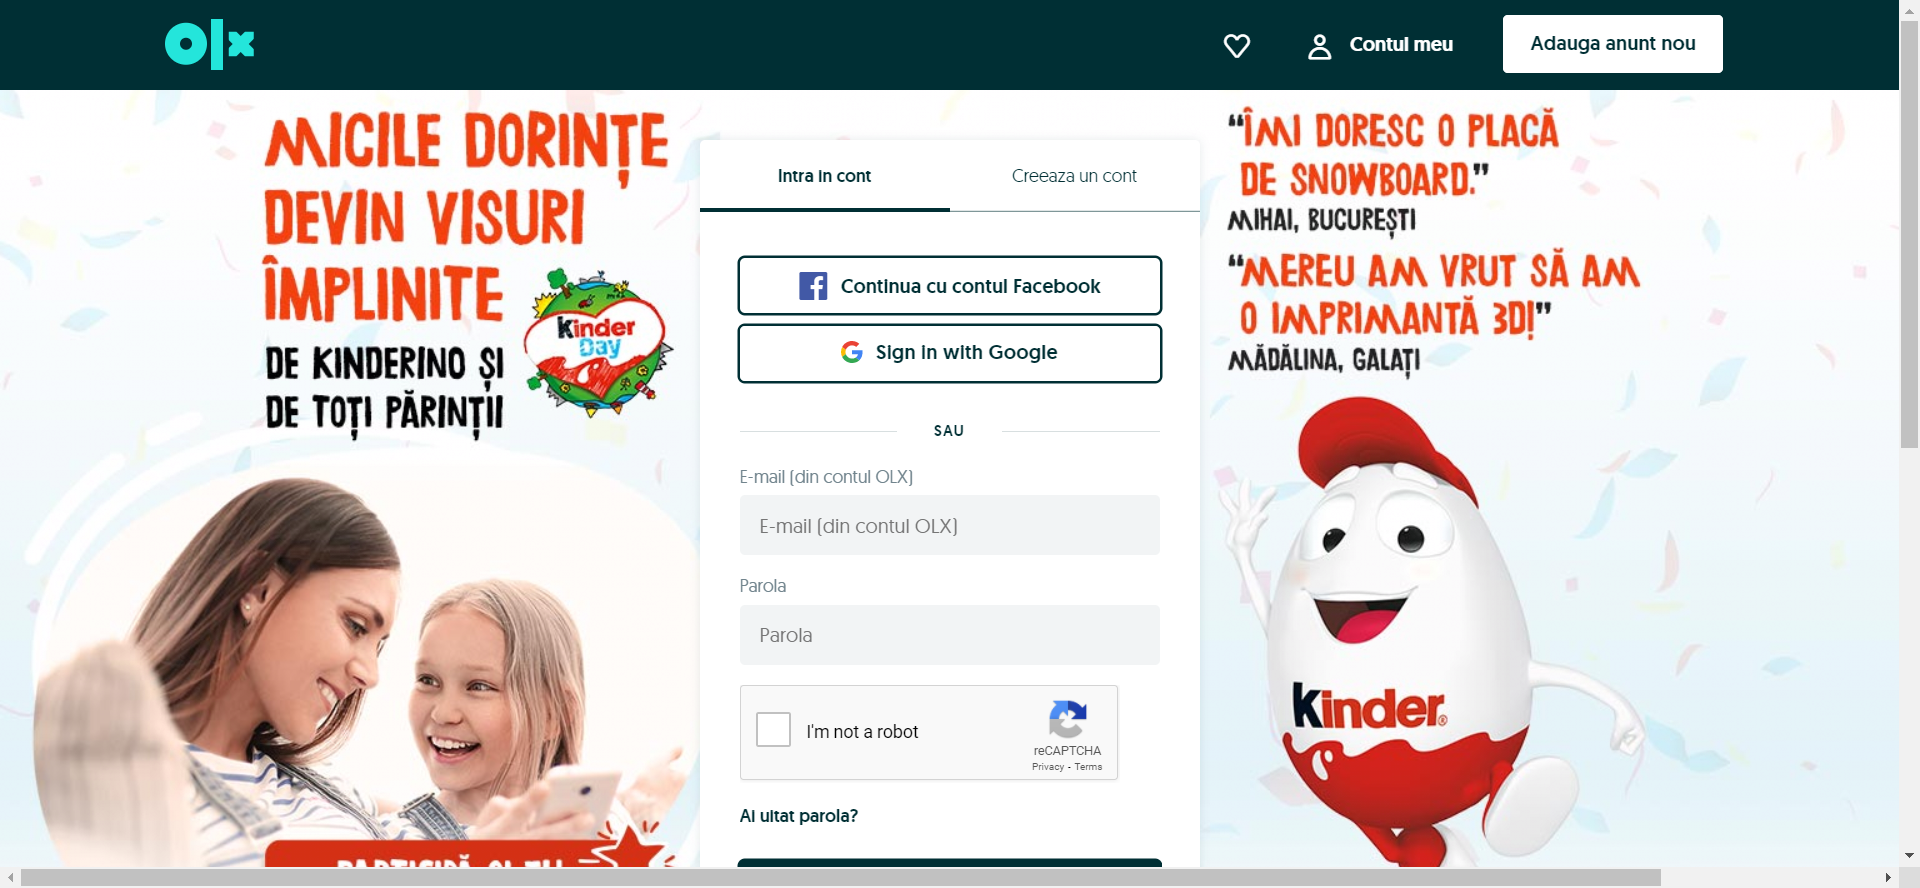 olx
Contul meu
Adauga anunt nou
MICILE DORINȚE
DEVIN VISURI
ÎMPLINITE
DE KINDERINO ȘI
DE TOȚI PĂRINȚII
Kinder
Day
Intra in cont
Creeaza un cont
Continua cu contul Facebook
Sign in with Google
SAU
E-mail (din contul OLX)
E-mail (din contul OLX)
Parola
Parola
I'm not a robot
reCAPTCHA
Privacy - Terms
Ai uitat parola?
“ÎMI DORESC O PLACĂ
DE SNOWBOARD.”
MIHAI, BUCUREȘTI
“MEREU AM VRUT SĂ AM
O IMPRIMANTĂ 3D!”
MĂDĂLINA, GALAȚI
Kinder®